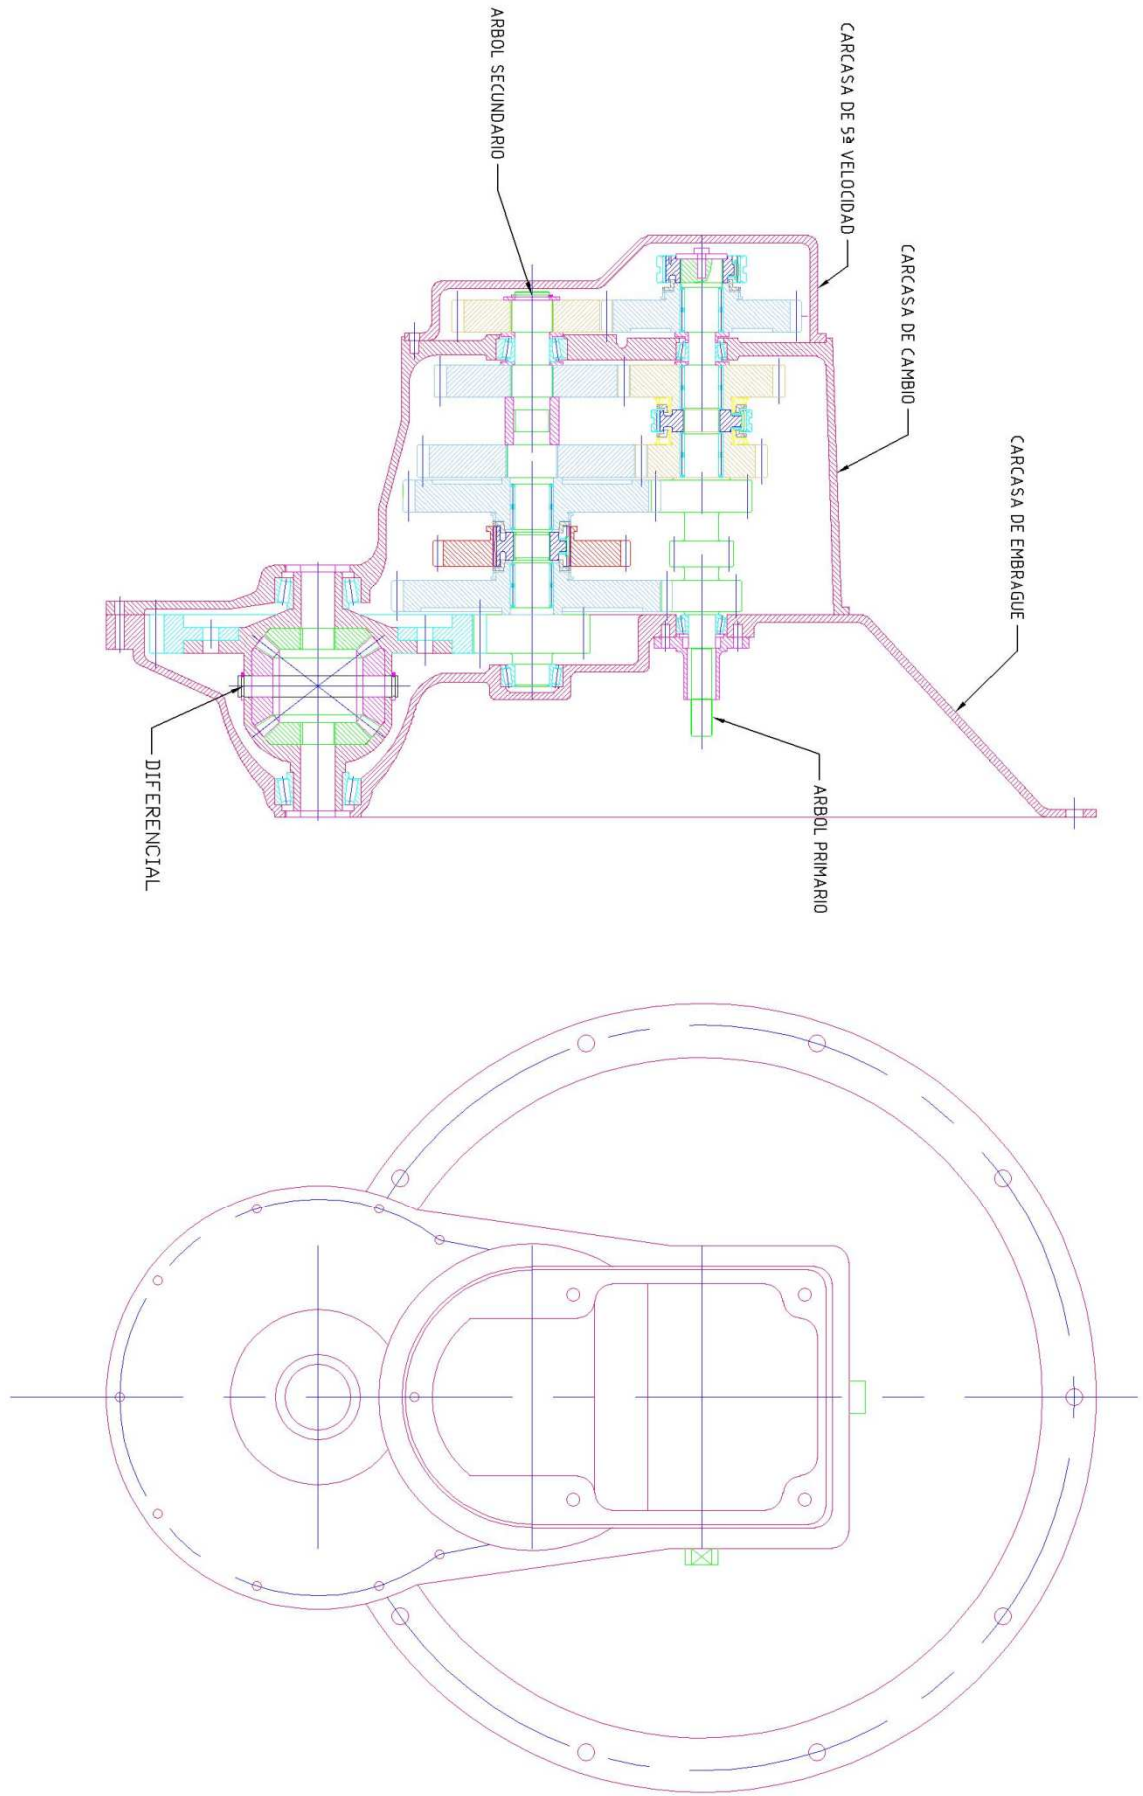 ARBOL SECUNDARIO
CARCASA DE 5ª VELOCIDAD
CARCASA DE CAMBIO
CARCASA DE EMBRAGUE
ARBOL PRIMARIO
DIFERENCIAL